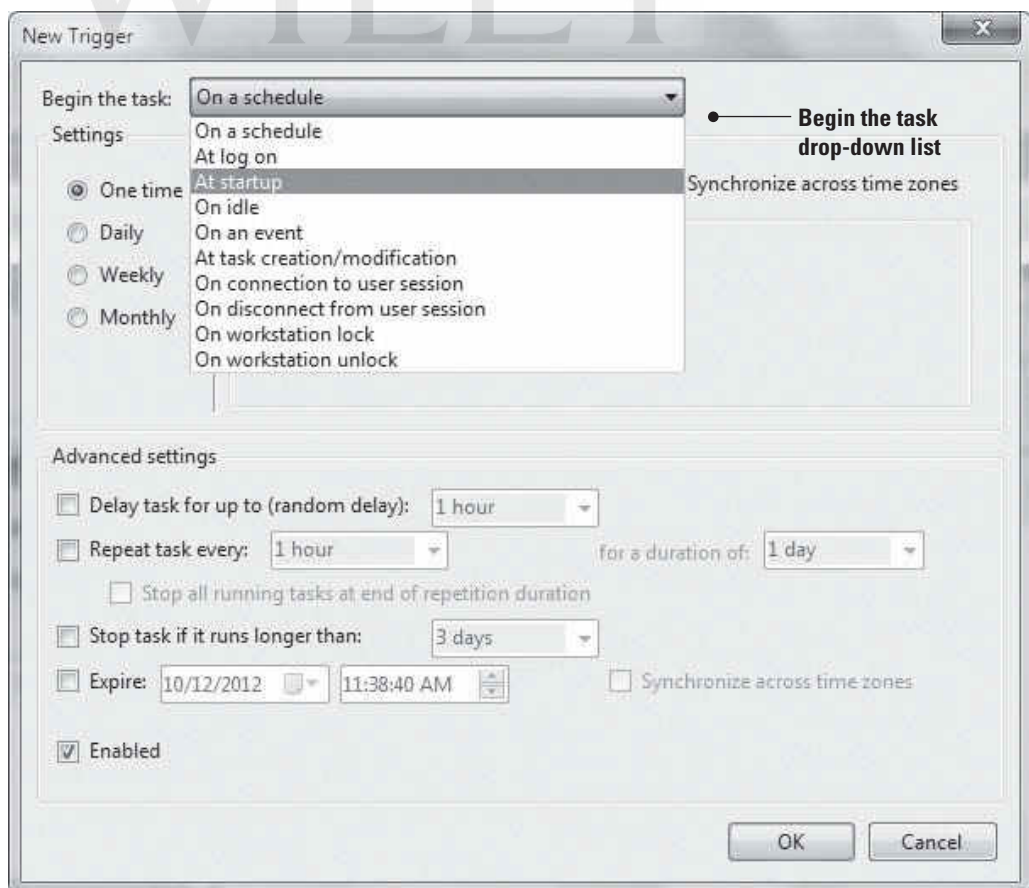 WILEY
New Trigger
Begin the task: On a schedule
Begin the task
drop-down list
Settings
On a schedule
At log on
At startup
On idle
On an event
At task creation/modification
On connection to user session
On disconnect from user session
On workstation lock
On workstation unlock
One time
Daily
Weekly
Monthly
Synchronize across time zones
Advanced settings
Delay task for up to (random delay): 1 hour
Repeat task every: 1 hour for a duration of: 1 day
Stop all running tasks at end of repetition duration
Stop task if it runs longer than: 3 days
Expire: 10/12/2012 11:38:40 AM Synchronize across time zones
Enabled
OK Cancel